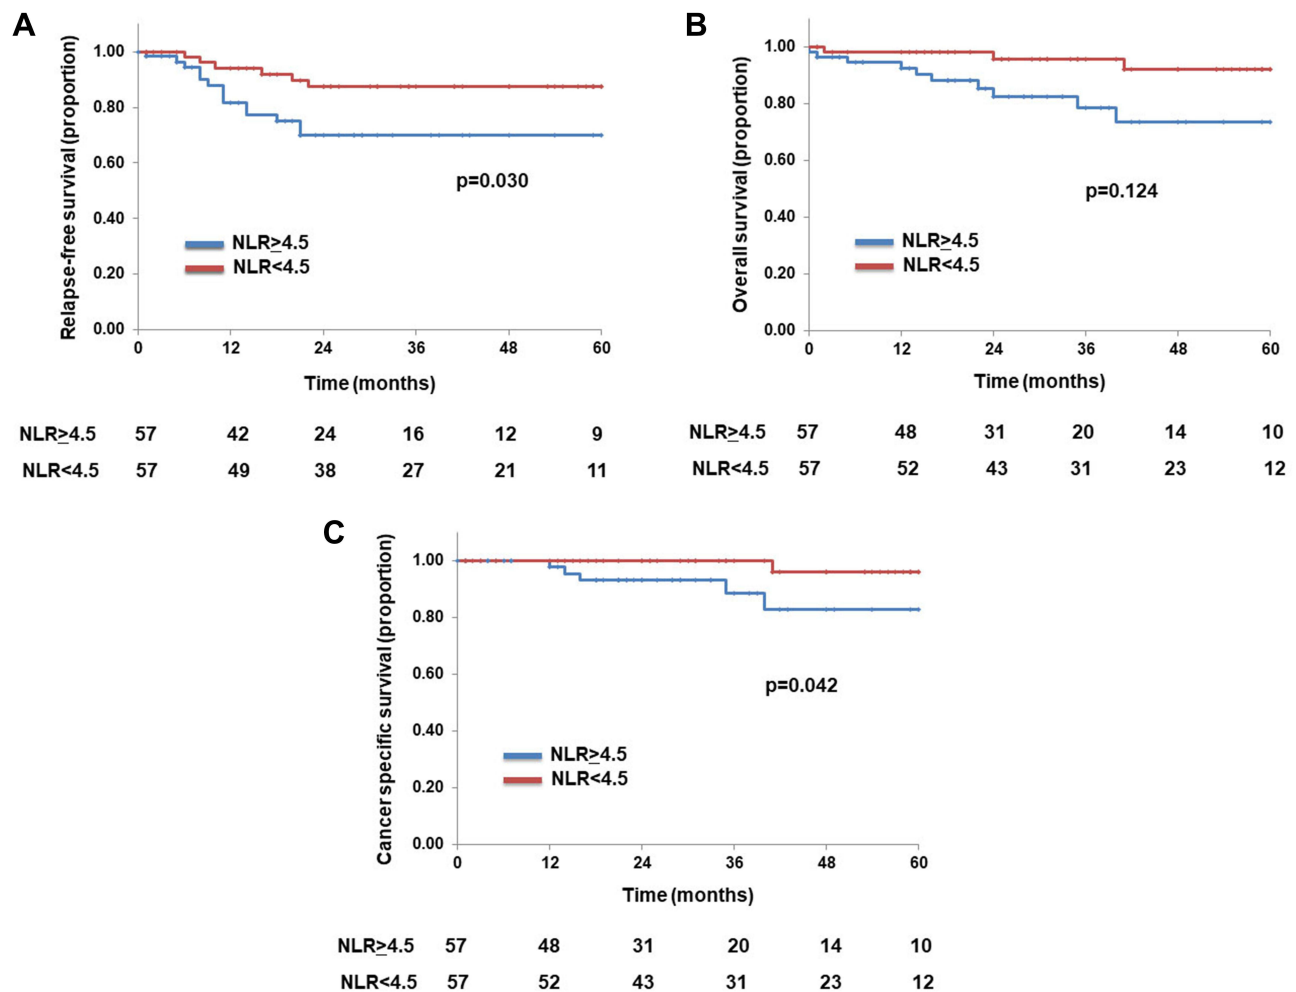 A
Relapse-free survival (proportion)
1.00
0.80
0.60
0.40
0.20
0.00
p=0.030
NLR≥4.5
NLR<4.5
0 12 24 36 48 60
Time (months)
NLR≥4.5 57 42 24 16 12 9
NLR<4.5 57 49 38 27 21 11
B
Overall survival (proportion)
1.00
0.80
0.60
0.40
0.20
0.00
p=0.124
NLR≥4.5
NLR<4.5
0 12 24 36 48 60
Time (months)
NLR≥4.5 57 48 31 20 14 10
NLR<4.5 57 52 43 31 23 12
C
Cancer specific survival (proportion)
1.00
0.80
0.60
0.40
0.20
0.00
p=0.042
NLR≥4.5
NLR<4.5
0 12 24 36 48 60
Time (months)
NLR≥4.5 57 48 31 20 14 10
NLR<4.5 57 52 43 31 23 12